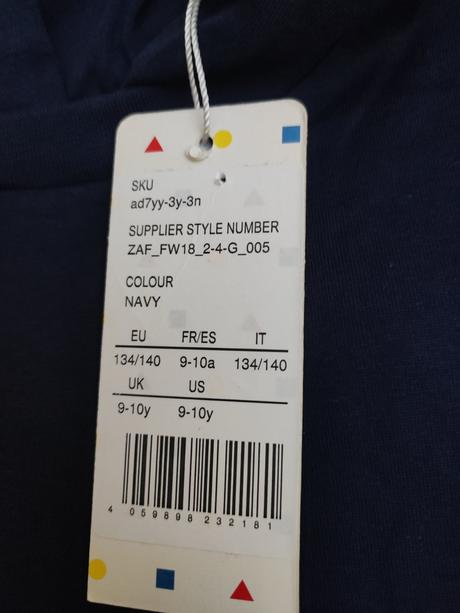 SKU
ad7yy-3y-3n
SUPPLIER STYLE NUMBER
ZAF_FW18_2-4-G_005
COLOUR
NAVY
EU FR/ES IT
134/140 9-10a 134/140
UK US
9-10y 9-10y
4 059898 232181